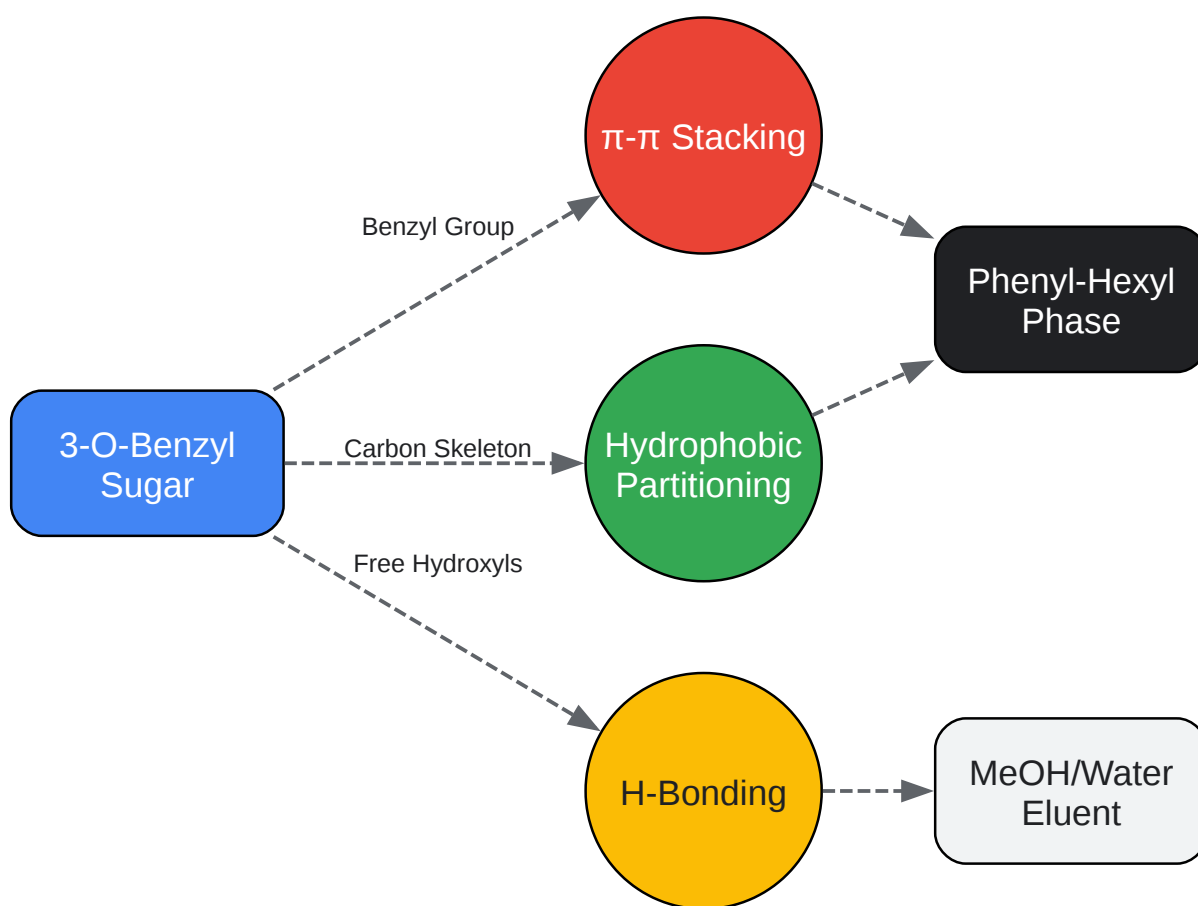 π-π Stacking
Benzyl Group
Phenyl-Hexyl
Phase
3-O-Benzyl
Sugar
Carbon Skeleton
Hydrophobic
Partitioning
Free Hydroxyls
H-Bonding
MeOH/Water
Eluent